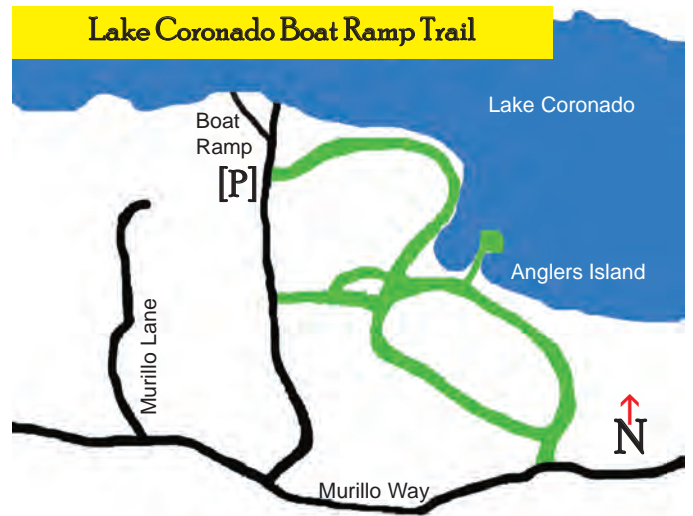 Lake Coronado Boat Ramp Trail
Lake Coronado
Boat
Ramp
[P]
Anglers Island
Murillo Lane
N
Murillo Way